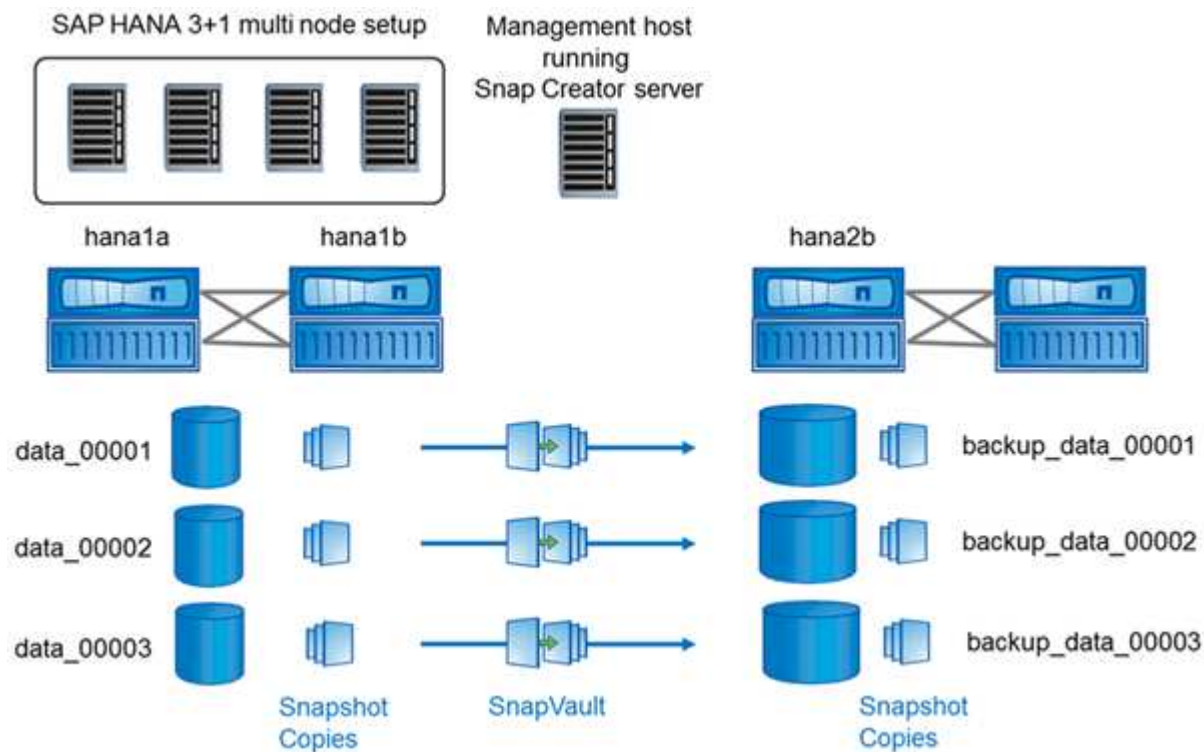 SAP HANA 3+1 multi node setup
Management host
running
Snap Creator server
hana1a
hana1b
hana2b
data_00001
backup_data_00001
data_00002
backup_data_00002
data_00003
backup_data_00003
Snapshot
Copies
SnapVault
Snapshot
Copies